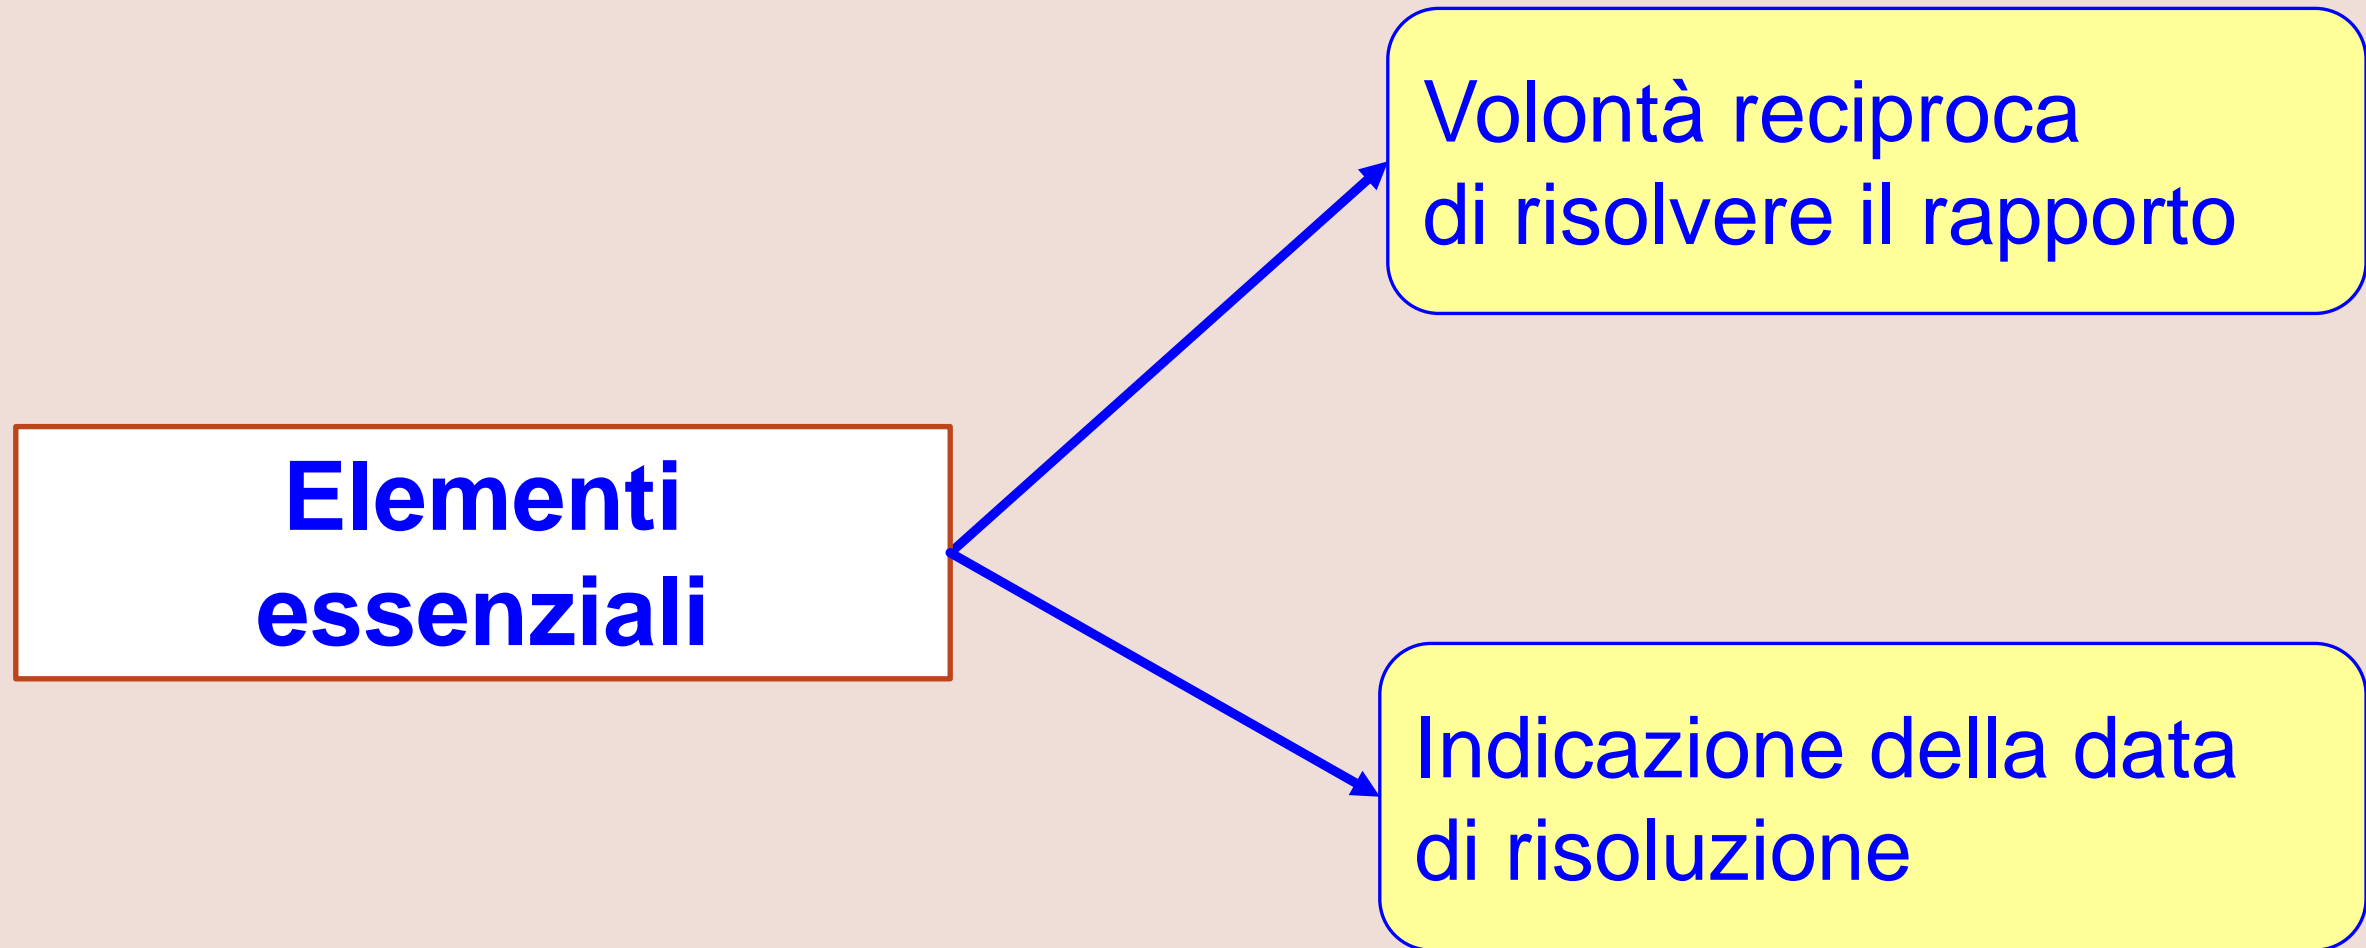 Elementi
essenziali
Volontà reciproca
di risolvere il rapporto
Indicazione della data
di risoluzione